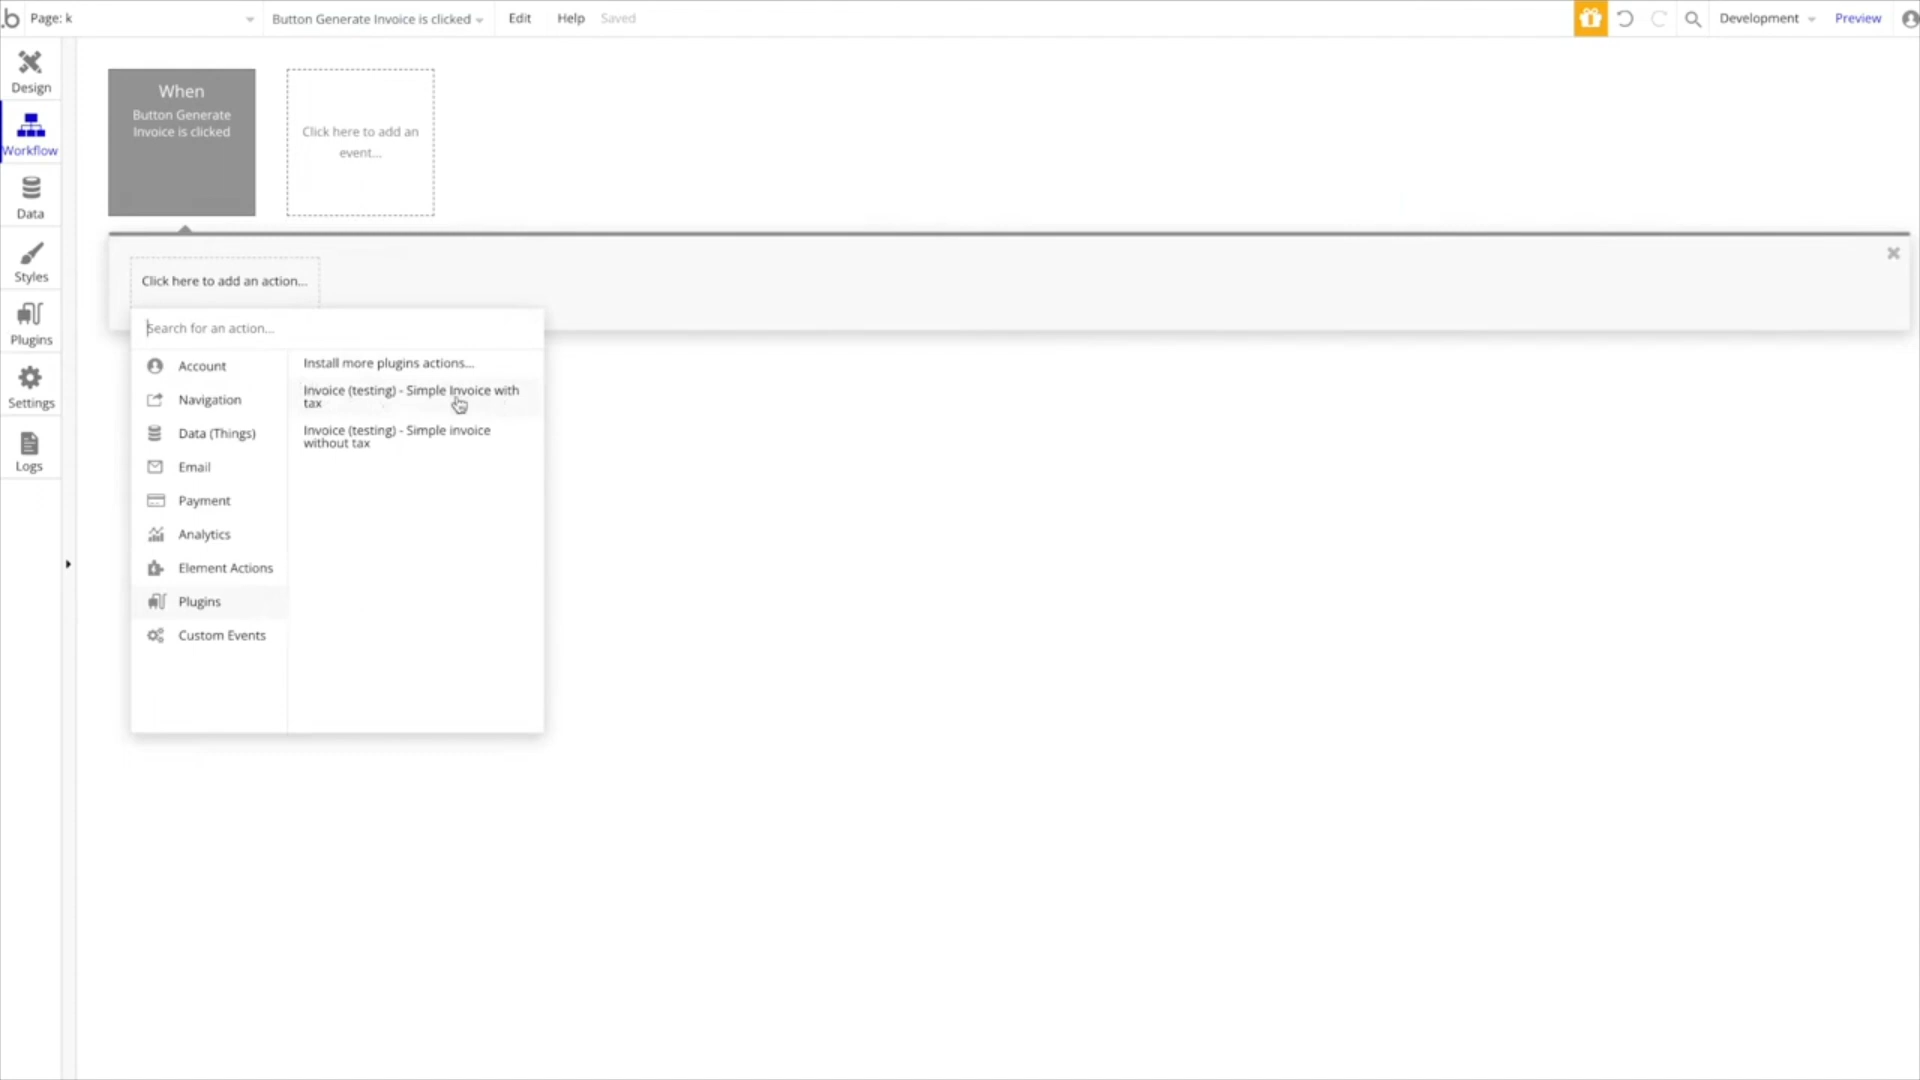 .b Page: k
Button Generate Invoice is clicked
Edit
Help
Saved
Development
Preview
Design
Workflow
Data
Styles
Plugins
Settings
Logs
When
Button Generate
Invoice is clicked
Click here to add an
event...
Click here to add an action...
Search for an action...
Account
Navigation
Data (Things)
Email
Payment
Analytics
Element Actions
Plugins
Custom Events
Install more plugins actions...
Invoice (testing) - Simple Invoice with
tax
Invoice (testing) - Simple invoice
without tax